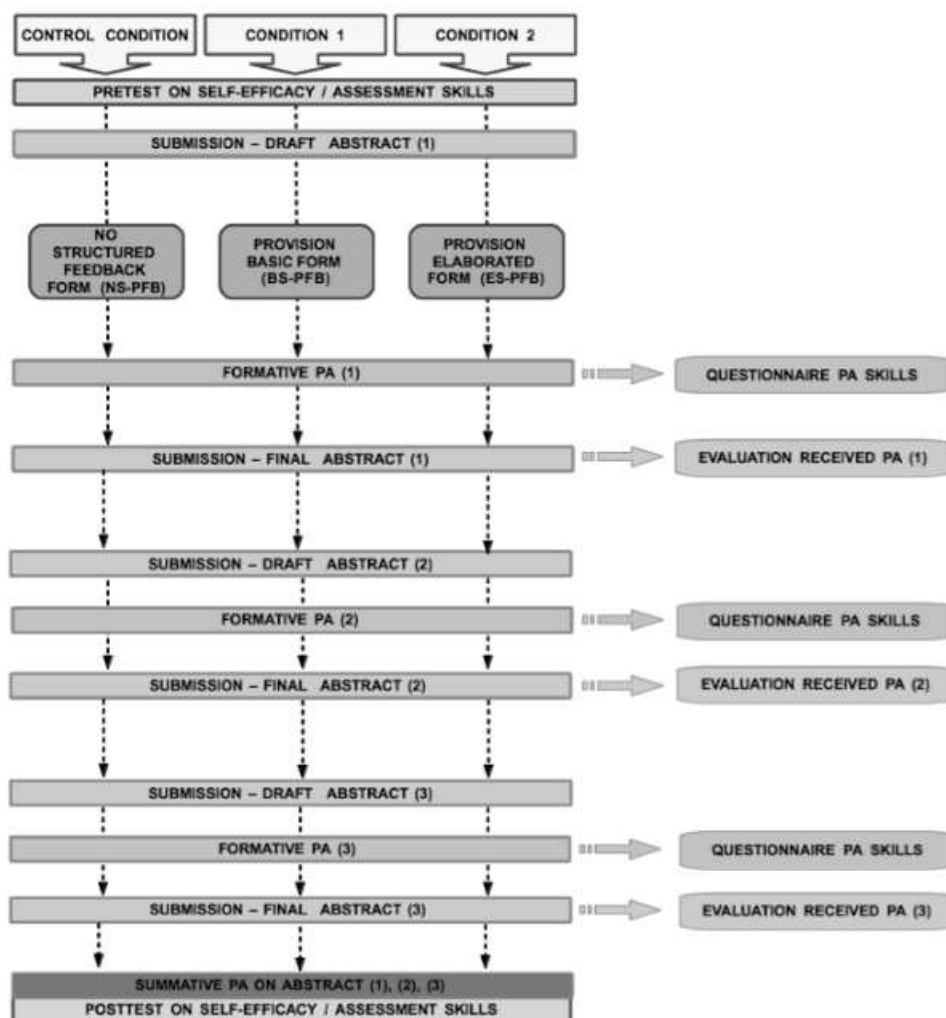 CONTROL CONDITION
CONDITION 1
CONDITION 2
PRETEST ON SELF-EFFICACY / ASSESSMENT SKILLS
SUBMISSION – DRAFT ABSTRACT (1)
NO
STRUCTURED
FEEDBACK
FORM (NS-PFB)
PROVISION
BASIC FORM
(BS-PFB)
PROVISION
ELABORATED
FORM (ES-PFB)
FORMATIVE PA (1)
QUESTIONNAIRE PA SKILLS
SUBMISSION – FINAL ABSTRACT (1)
EVALUATION RECEIVED PA (1)
SUBMISSION – DRAFT ABSTRACT (2)
FORMATIVE PA (2)
QUESTIONNAIRE PA SKILLS
SUBMISSION – FINAL ABSTRACT (2)
EVALUATION RECEIVED PA (2)
SUBMISSION – DRAFT ABSTRACT (3)
FORMATIVE PA (3)
QUESTIONNAIRE PA SKILLS
SUBMISSION – FINAL ABSTRACT (3)
EVALUATION RECEIVED PA (3)
SUMMATIVE PA ON ABSTRACT (1), (2), (3)
POSTTEST ON SELF-EFFICACY / ASSESSMENT SKILLS